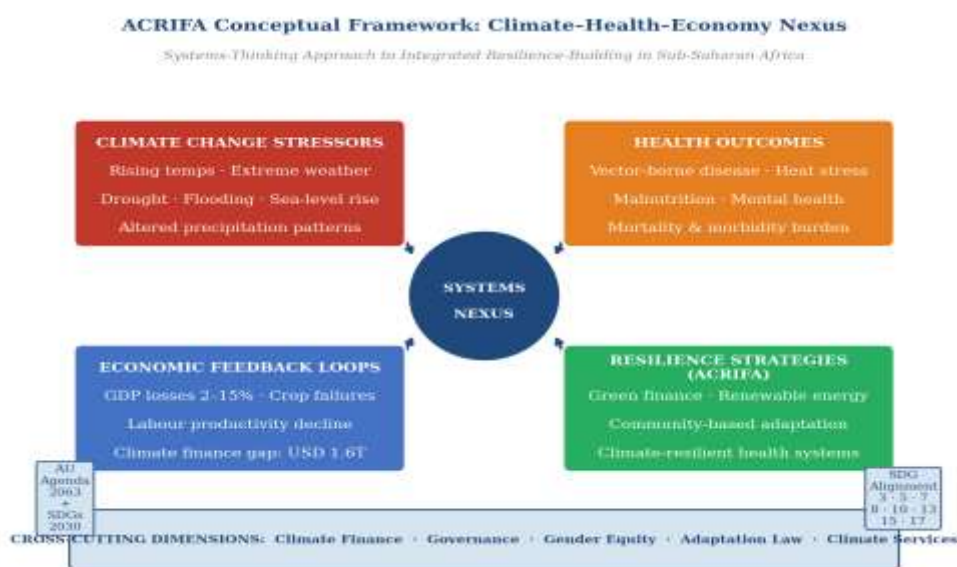 ACRIFA Conceptual Framework: Climate–Health–Economy Nexus
Systems-Thinking Approach to Integrated Resilience-Building in Sub-Saharan Africa
CLIMATE CHANGE STRESSORS
Rising temps · Extreme weather
Drought · Flooding · Sea-level rise
Altered precipitation patterns
HEALTH OUTCOMES
Vector-borne disease · Heat stress
Malnutrition · Mental health
Mortality & morbidity burden
SYSTEMS
NEXUS
ECONOMIC FEEDBACK LOOPS
GDP losses 2–15% · Crop failures
Labour productivity decline
Climate finance gap: USD 1.6T
RESILIENCE STRATEGIES
(ACRIFA)
Green finance · Renewable energy
Community-based adaptation
Climate-resilient health systems
AU
Agenda
2063
+
SDGs
2030
SDG
Alignment
3 · 5 · 7
8 · 10 · 13
15 · 17
CROSS-CUTTING DIMENSIONS: Climate Finance · Governance · Gender Equity · Adaptation Law · Climate Services